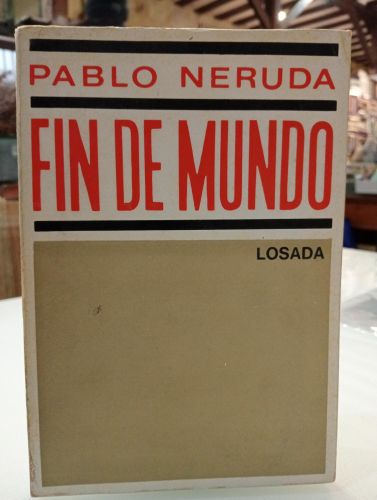 PABLO NERUDA
FIN DE MUNDO
LOSADA